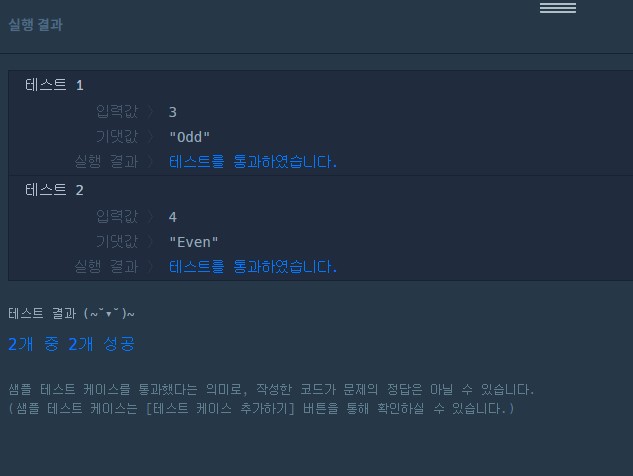 실행 결과
테스트 1
입력값 〉 3
기댓값 〉 "Odd"
실행 결과 〉 테스트를 통과하였습니다.
테스트 2
입력값 〉 4
기댓값 〉 "Even"
실행 결과 〉 테스트를 통과하였습니다.
테스트 결과 (~˘▾˘)~
2개 중 2개 성공
샘플 테스트 케이스를 통과했다는 의미로, 작성한 코드가 문제의 정답은 아닐 수 있습니다.
(샘플 테스트 케이스는 [테스트 케이스 추가하기] 버튼을 통해 확인하실 수 있습니다.)